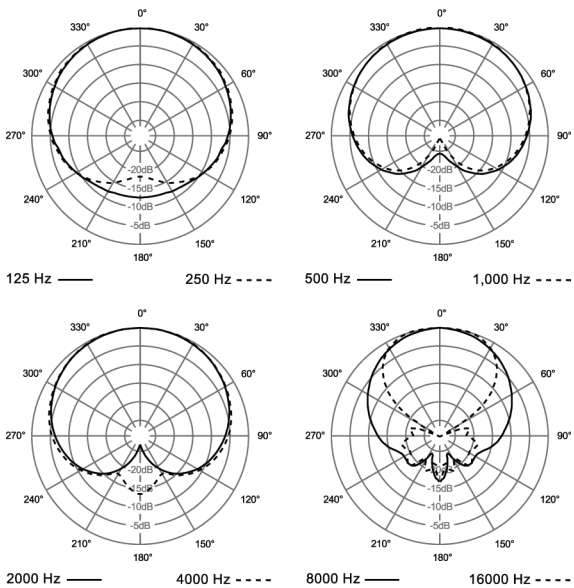 0° 0°
330° 30° 330° 30°
300° 60° 300° 60°
270° 90° 270° 90°
-20dB -20dB
-15dB -15dB
240° 120° 240° 120°
-10dB -10dB
-5dB -5dB
210° 150° 210° 150°
180° 180°
125 Hz 250 Hz 500 Hz 1,000 Hz
0° 0°
330° 30° 330° 30°
300° 60° 300° 60°
270° 90° 270° 90°
-20dB -20dB
-15dB -15dB
240° 120° 240° 120°
-10dB -10dB
-5dB -5dB
210° 150° 210° 150°
180° 180°
2000 Hz 4000 Hz 8000 Hz 16000 Hz